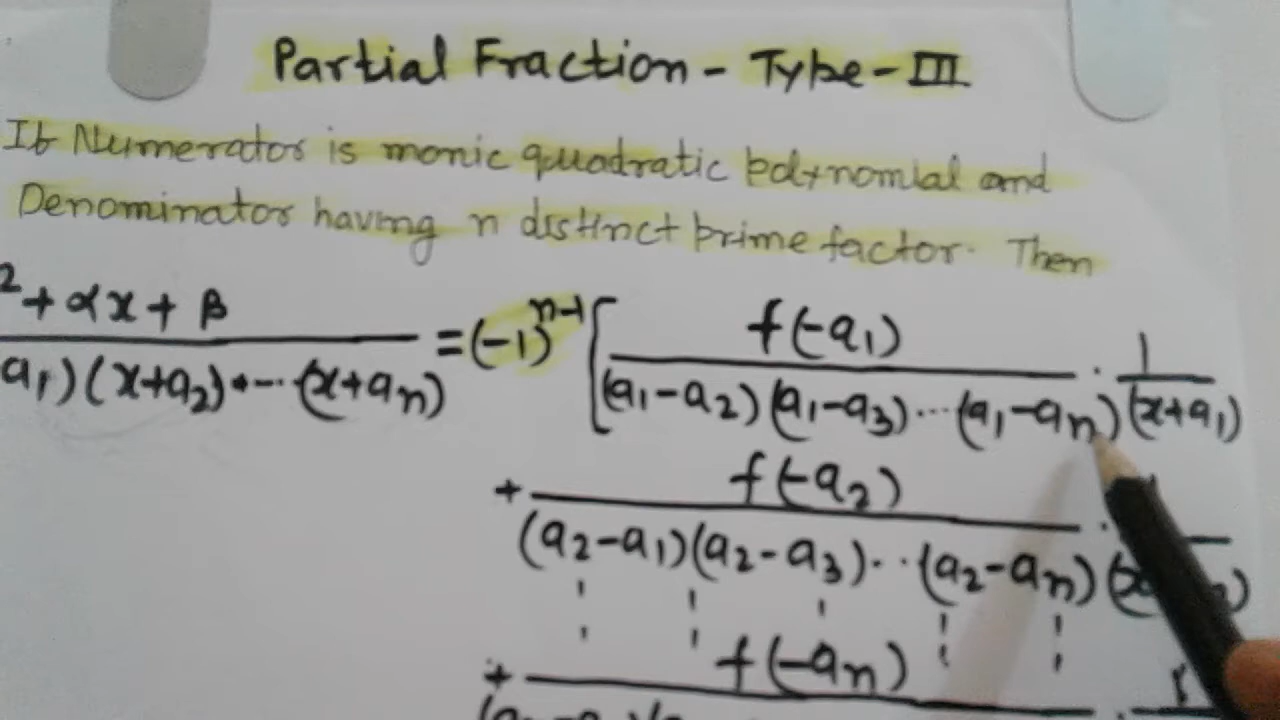 Partial Fraction - Type - III
If Numerator is monic quadratic polynomial and
Denominator having n distinct prime factor. Then
² + αx + β
a₁)(x+a₂)·…(x+aₙ) = (-1)ⁿ⁻¹ [ f(-a₁) / (a₁-a₂)(a₁-a₃)…(a₁-aₙ) · 1 / (x+a₁)
+ f(-a₂) / (a₂-a₁)(a₂-a₃)…(a₂-aₙ) ·
+ f(-aₙ)